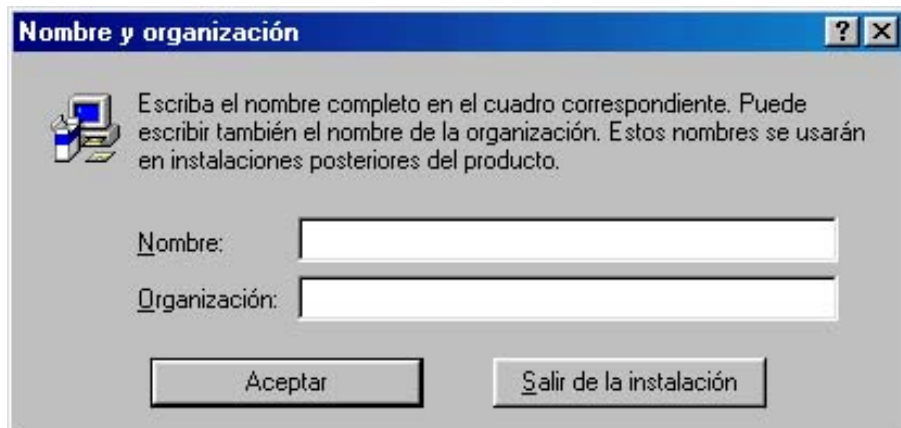 Nombre y organización
Escriba el nombre completo en el cuadro correspondiente. Puede
escribir también el nombre de la organización. Estos nombres se usarán
en instalaciones posteriores del producto.
Nombre:
Organización:
Aceptar
Salir de la instalación